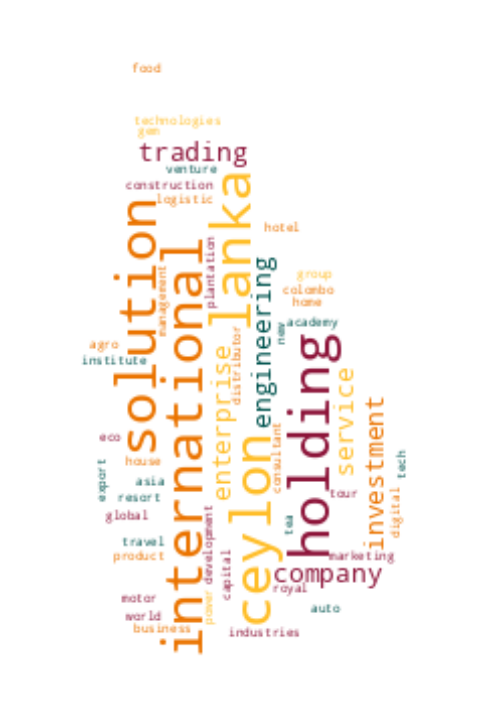 food
technologies
gem
trading
venture
construction
logistic
solution
international
lanka
hotel
plantation
management
engineering
group
colombo
home
academy
new
distributor
agro
institute
enterprise
holding
service
investment
ceylon
consultant
eco
house
export
asia
resort
tech
tour
global
digital
tea
travel
product
development
marketing
capital
company
royal
motor
power
auto
world
business
industries